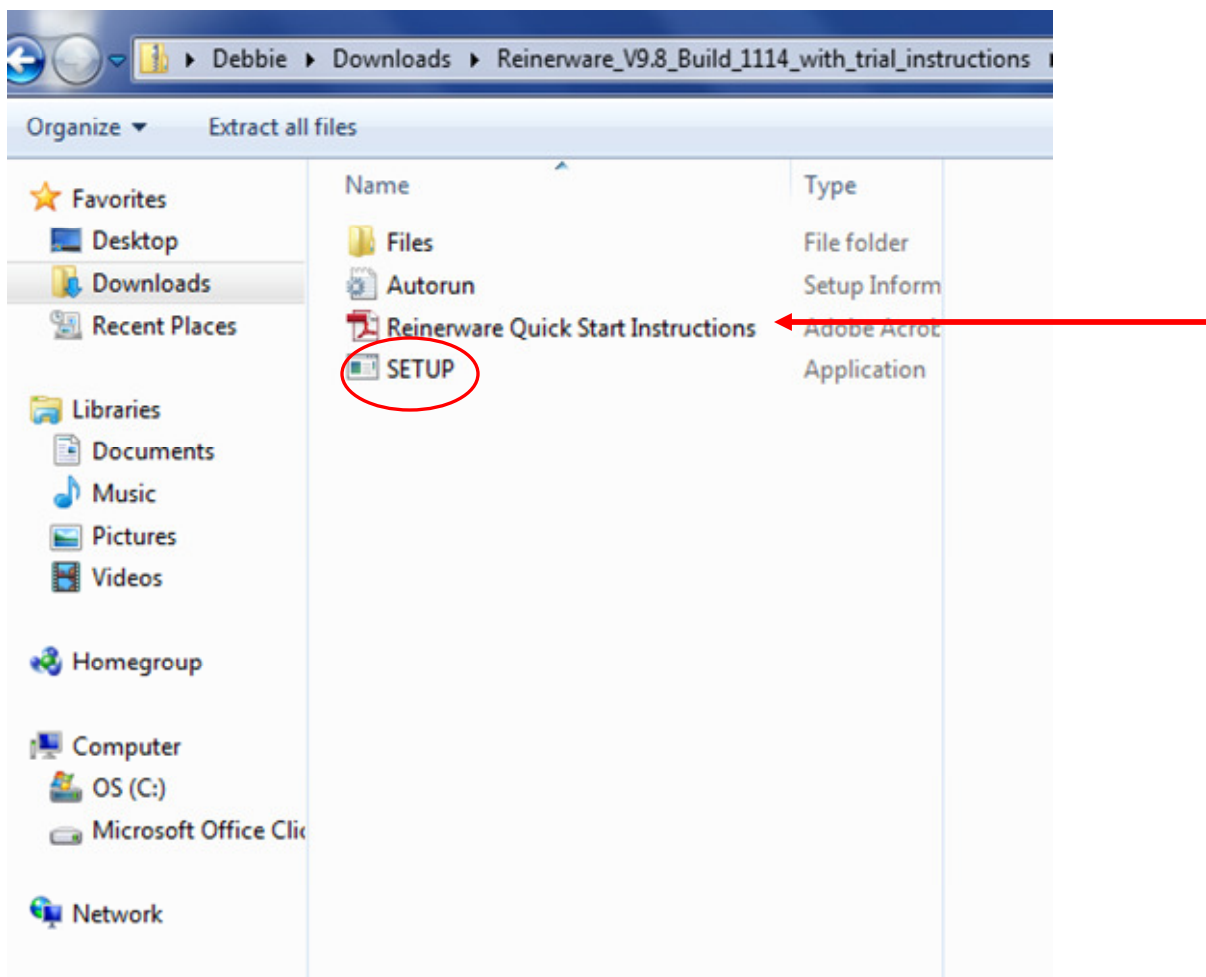 Debbie Downloads Reinerware_V9.8_Build_1114_with_trial_instructions
Organize Extract all files
Favorites
Desktop
Downloads
Recent Places
Libraries
Documents
Music
Pictures
Videos
Homegroup
Computer
OS (C:)
Microsoft Office Clic
Network
Name Type
Files File folder
Autorun Setup Inform
Reinerware Quick Start Instructions Adobe Acrob
SETUP Application